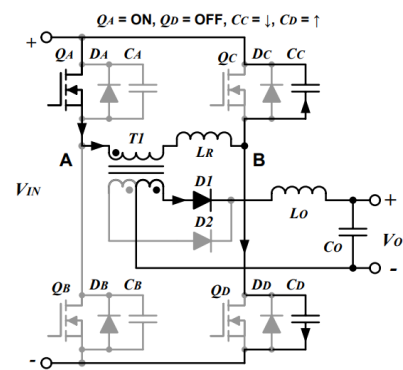 QA = ON, QD = OFF, CC = ↓, CD = ↑
+
QA DA CA
QC DC CC
T1
LR
A
B
VIN
D1
D2
LO
+
CO
VO
-
QB DB CB
QD DD CD
-